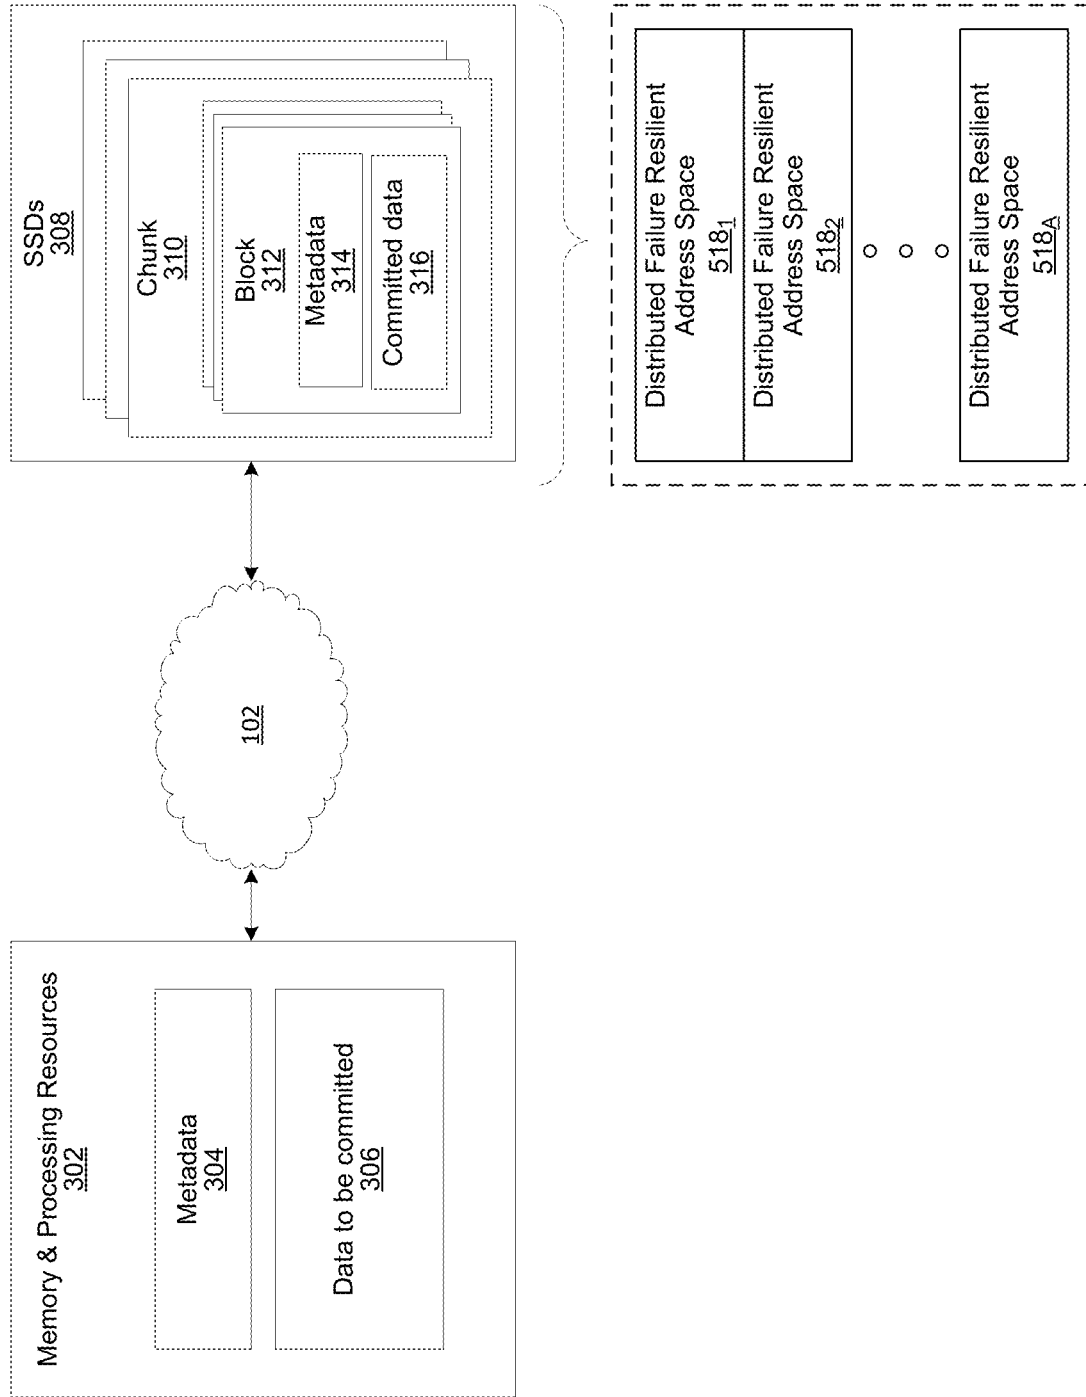 Memory & Processing Resources
302
Metadata
304
Data to be committed
306
102
SSDs
308
Chunk
310
Block
312
Metadata
314
Committed data
316
Distributed Failure Resilient
Address Space
518₁
Distributed Failure Resilient
Address Space
518₂
Distributed Failure Resilient
Address Space
518A